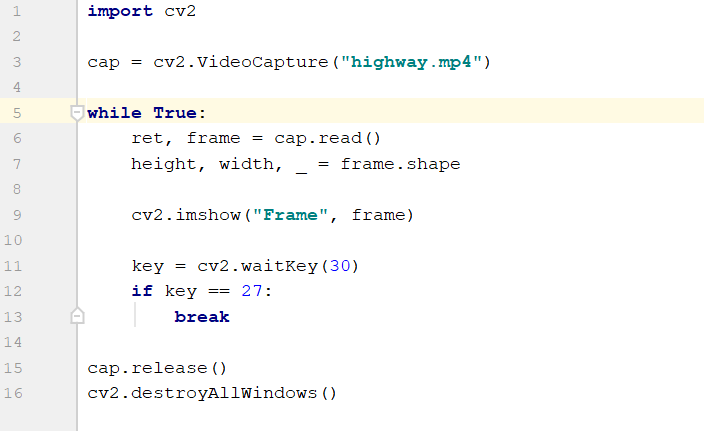 1 import cv2
2
3 cap = cv2.VideoCapture("highway.mp4")
4
5 while True:
6     ret, frame = cap.read()
7     height, width, _ = frame.shape
8
9     cv2.imshow("Frame", frame)
10
11     key = cv2.waitKey(30)
12     if key == 27:
13         break
14
15 cap.release()
16 cv2.destroyAllWindows()